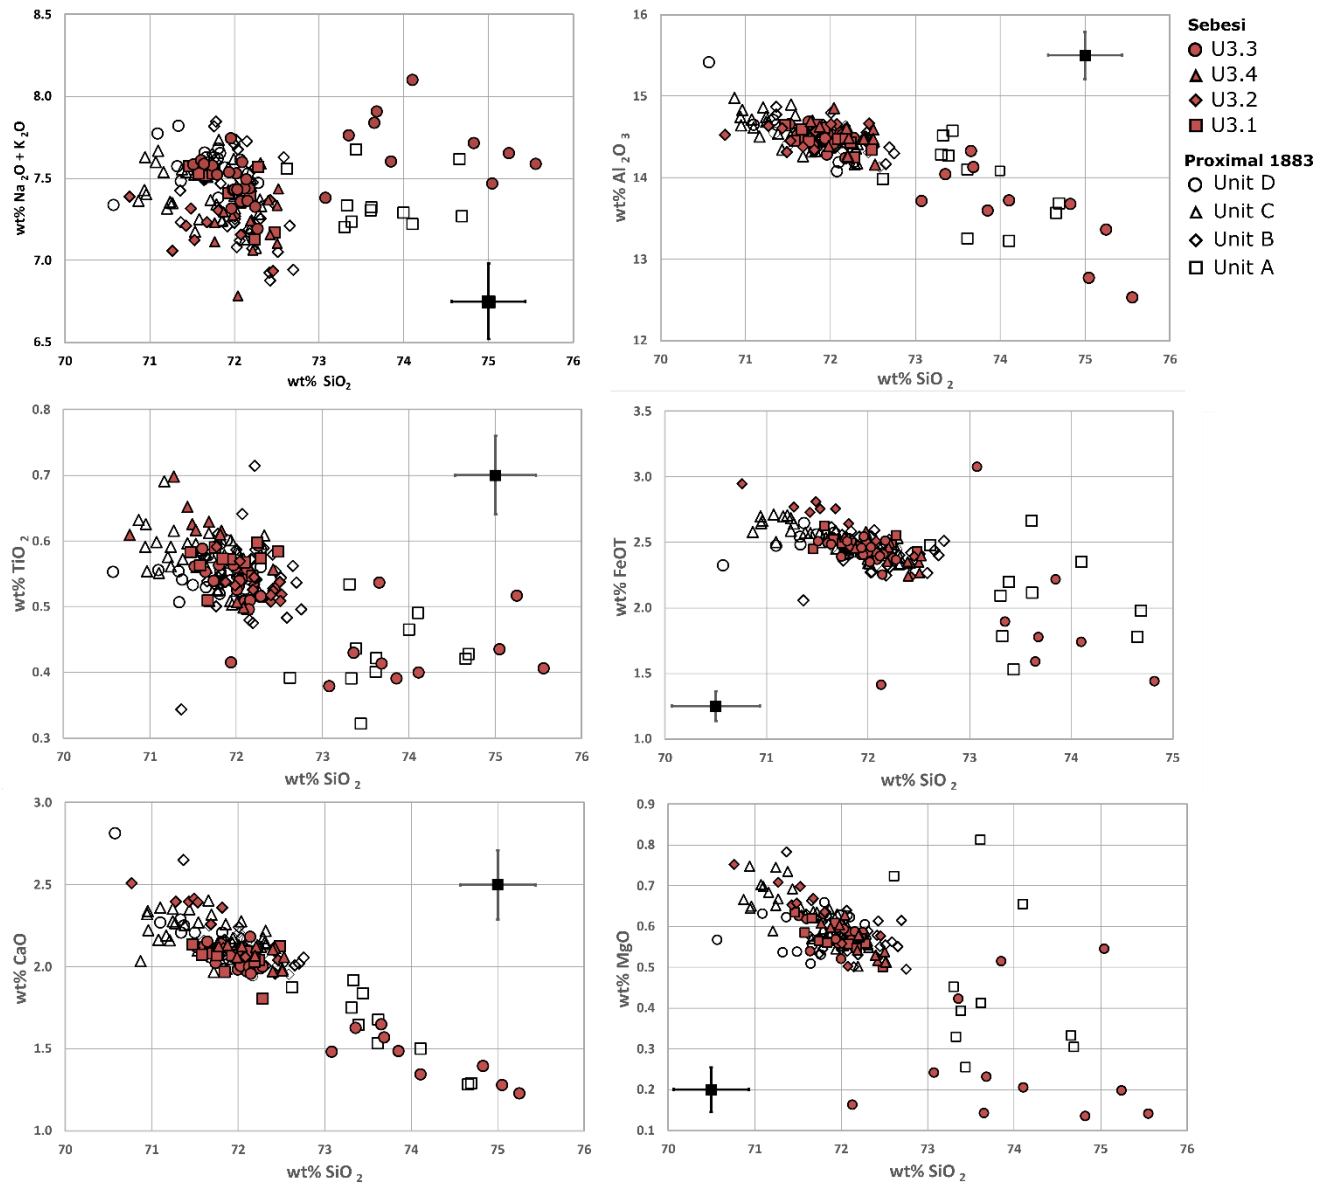 8.5
8.0
7.5
7.0
6.5
wt% Na₂O + K₂O
70 71 72 73 74 75 76
wt% SiO₂
16
15
14
13
12
wt% Al₂O₃
70 71 72 73 74 75 76
wt% SiO₂
Sebesi
U3.3
U3.4
U3.2
U3.1
Proximal 1883
Unit D
Unit C
Unit B
Unit A
0.8
0.7
0.6
0.5
0.4
0.3
wt% TiO₂
70 71 72 73 74 75 76
wt% SiO₂
3.5
3.0
2.5
2.0
1.5
1.0
wt% FeOT
70 71 72 73 74 75
wt% SiO₂
3.0
2.5
2.0
1.5
1.0
wt% CaO
70 71 72 73 74 75 76
wt% SiO₂
0.9
0.8
0.7
0.6
0.5
0.4
0.3
0.2
0.1
wt% MgO
70 71 72 73 74 75 76
wt% SiO₂